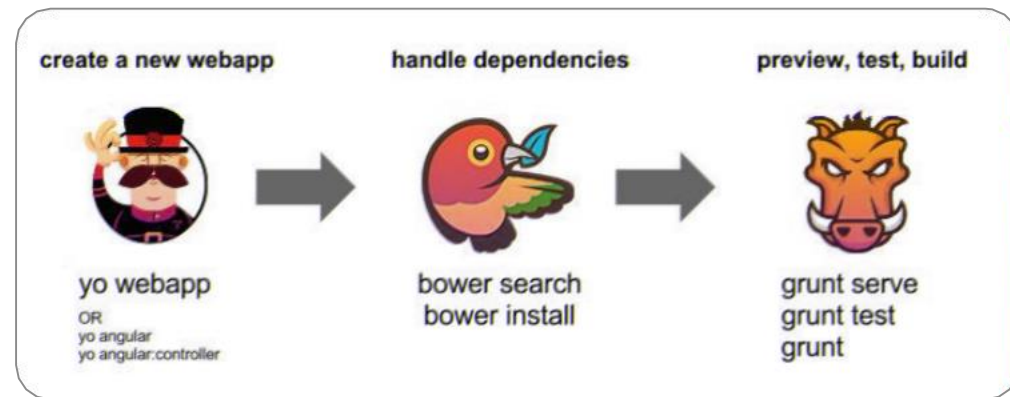 create a new webapp
handle dependencies
preview, test, build
yo webapp
OR
yo angular
yo angular:controller
bower search
bower install
grunt serve
grunt test
grunt